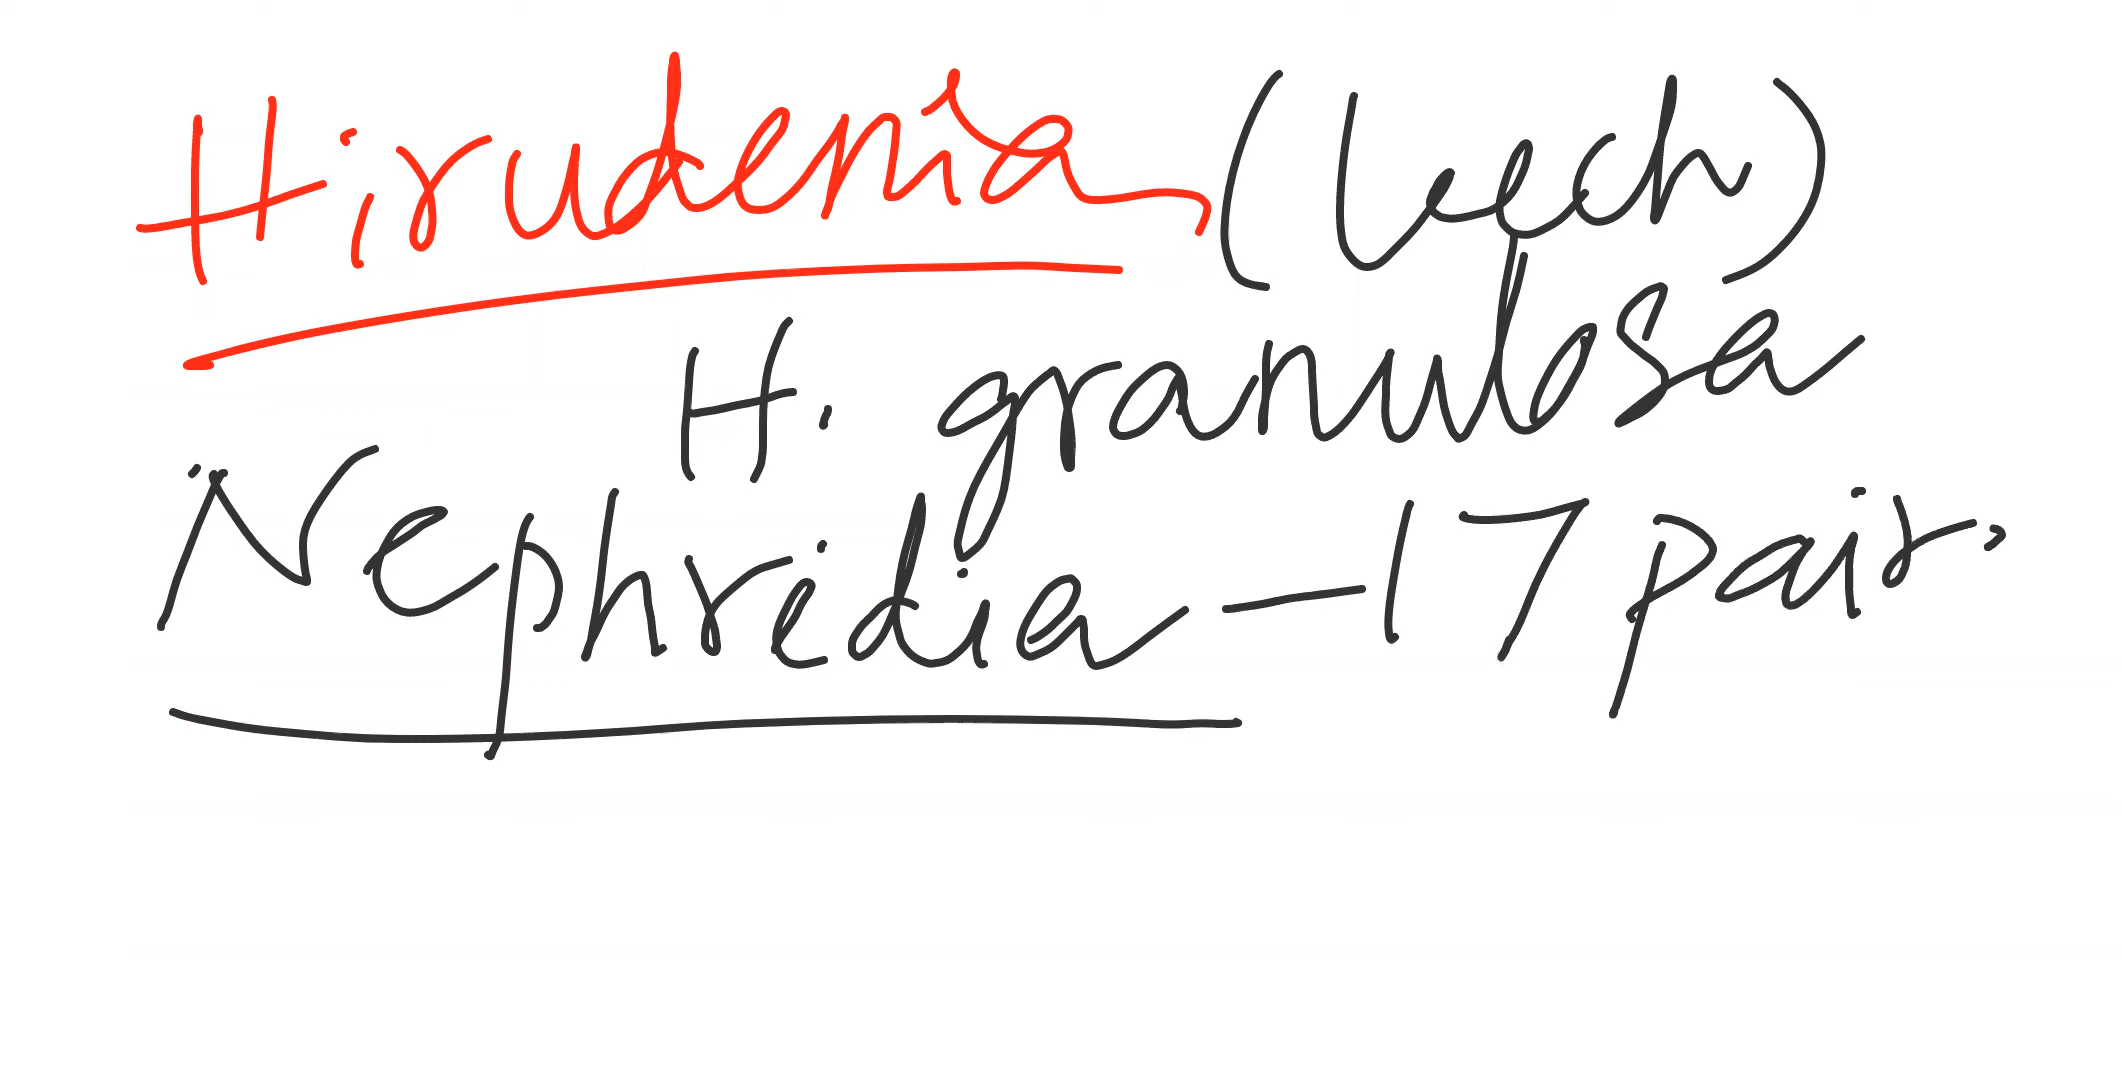 Hirudenia (leech)
H. granulosa
Nephridia - 17 pair.